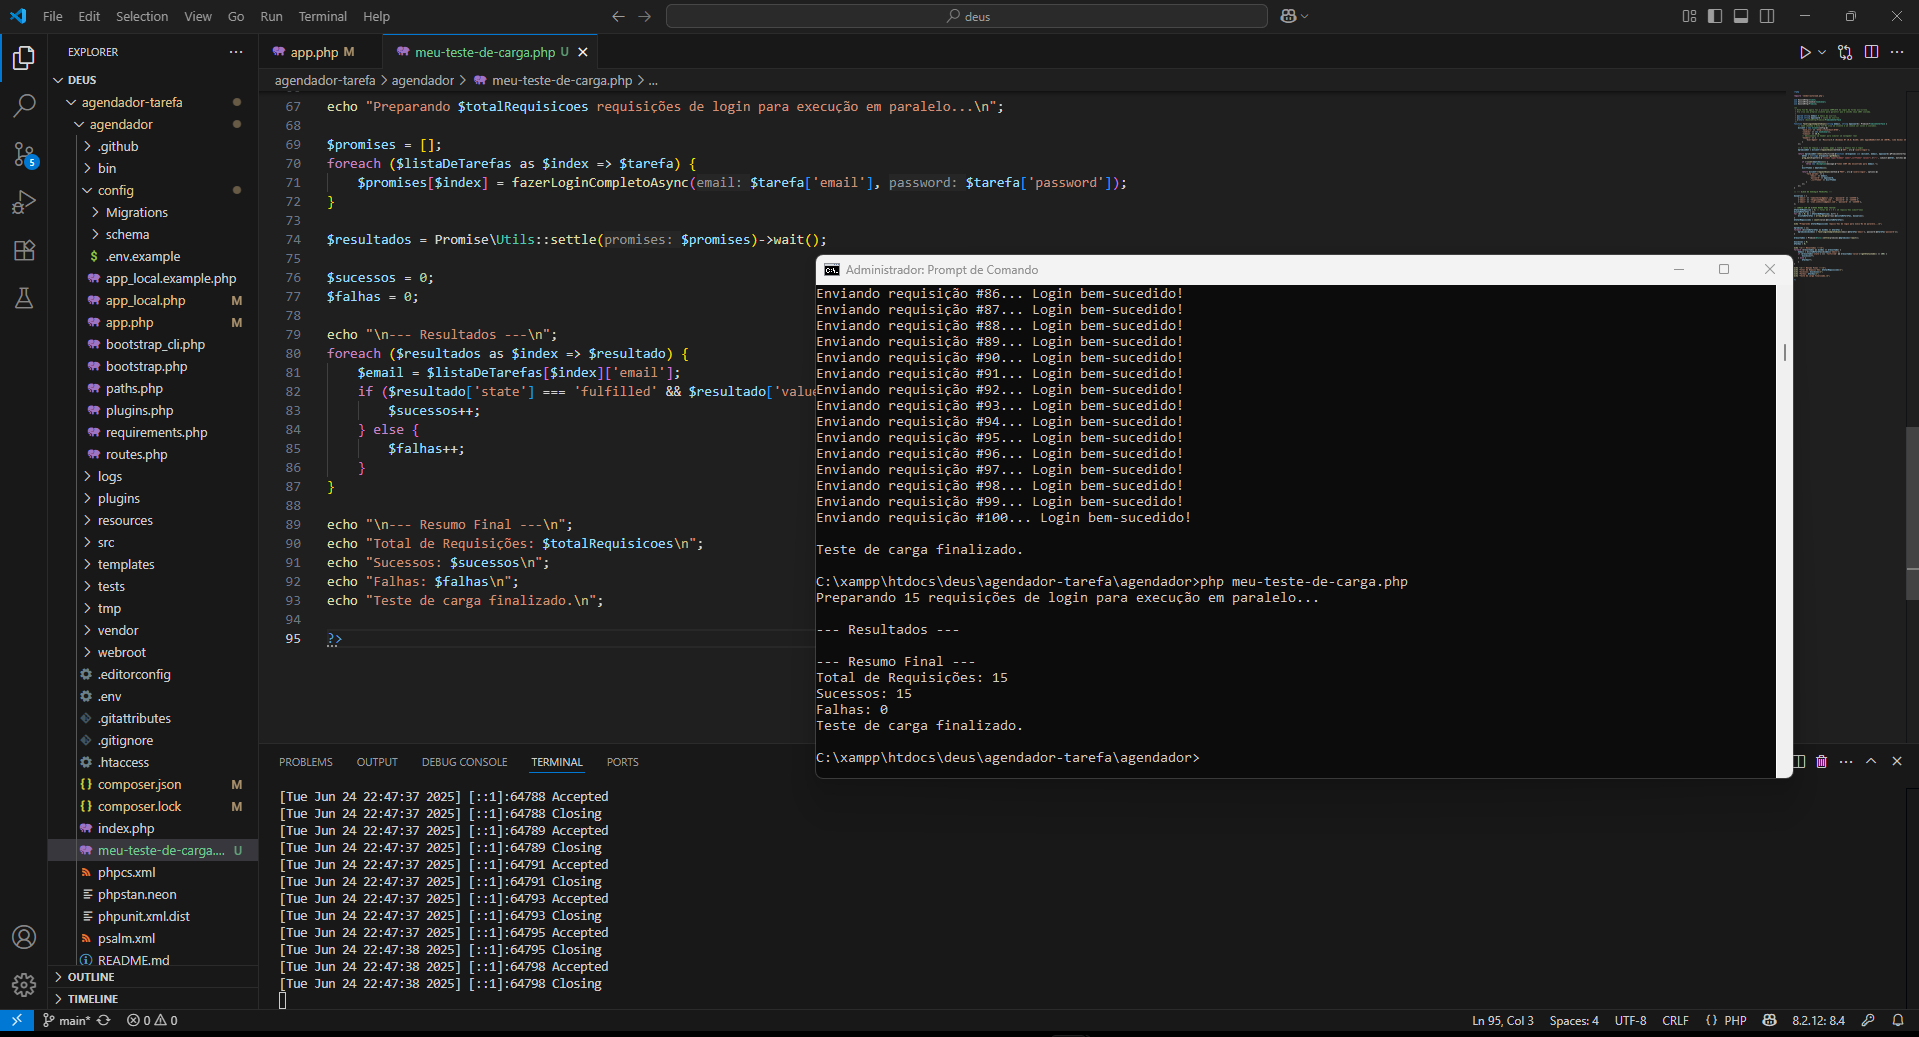 File Edit Selection View Go Run Terminal Help
deus
EXPLORER
DEUS
agendador-tarefa
agendador
.github
bin
config
Migrations
schema
$ .env.example
app_local.example.php
app_local.php M
app.php M
bootstrap_cli.php
bootstrap.php
paths.php
plugins.php
requirements.php
routes.php
logs
plugins
resources
src
templates
tests
tmp
vendor
webroot
.editorconfig
.env
.gitattributes
.gitignore
.htaccess
{} composer.json M
{} composer.lock M
index.php
meu-teste-de-carga.... U
phpcs.xml
phpstan.neon
phpunit.xml.dist
psalm.xml
README.md
OUTLINE
TIMELINE
5
app.php M
meu-teste-de-carga.php U
agendador-tarefa > agendador > meu-teste-de-carga.php > ...
67 echo "Preparando $totalRequisicoes requisições de login para execução em paralelo...\n";
68
69 $promises = [];
70 foreach ($listaDeTarefas as $index => $tarefa) {
71 $promises[$index] = fazerLoginCompletoAsync(email: $tarefa['email'], password: $tarefa['password']);
72 }
73
74 $resultados = Promise\Utils::settle(promises: $promises)->wait();
75
76 $sucessos = 0;
77 $falhas = 0;
78
79 echo "\n--- Resultados ---\n";
80 foreach ($resultados as $index => $resultado) {
81 $email = $listaDeTarefas[$index]['email'];
82 if ($resultado['state'] === 'fulfilled' && $resultado['value
83 $sucessos++;
84 } else {
85 $falhas++;
86 }
87 }
88
89 echo "\n--- Resumo Final ---\n";
90 echo "Total de Requisições: $totalRequisicoes\n";
91 echo "Sucessos: $sucessos\n";
92 echo "Falhas: $falhas\n";
93 echo "Teste de carga finalizado.\n";
94
95 ?>
Administrador: Prompt de Comando
Enviando requisição #86... Login bem-sucedido!
Enviando requisição #87... Login bem-sucedido!
Enviando requisição #88... Login bem-sucedido!
Enviando requisição #89... Login bem-sucedido!
Enviando requisição #90... Login bem-sucedido!
Enviando requisição #91... Login bem-sucedido!
Enviando requisição #92... Login bem-sucedido!
Enviando requisição #93... Login bem-sucedido!
Enviando requisição #94... Login bem-sucedido!
Enviando requisição #95... Login bem-sucedido!
Enviando requisição #96... Login bem-sucedido!
Enviando requisição #97... Login bem-sucedido!
Enviando requisição #98... Login bem-sucedido!
Enviando requisição #99... Login bem-sucedido!
Enviando requisição #100... Login bem-sucedido!
Teste de carga finalizado.
C:\xampp\htdocs\deus\agendador-tarefa\agendador>php meu-teste-de-carga.php
Preparando 15 requisições de login para execução em paralelo...
--- Resultados ---
--- Resumo Final ---
Total de Requisições: 15
Sucessos: 15
Falhas: 0
Teste de carga finalizado.
C:\xampp\htdocs\deus\agendador-tarefa\agendador>
PROBLEMS OUTPUT DEBUG CONSOLE TERMINAL PORTS
[Tue Jun 24 22:47:37 2025] [::1]:64788 Accepted
[Tue Jun 24 22:47:37 2025] [::1]:64788 Closing
[Tue Jun 24 22:47:37 2025] [::1]:64789 Accepted
[Tue Jun 24 22:47:37 2025] [::1]:64789 Closing
[Tue Jun 24 22:47:37 2025] [::1]:64791 Accepted
[Tue Jun 24 22:47:37 2025] [::1]:64791 Closing
[Tue Jun 24 22:47:37 2025] [::1]:64793 Accepted
[Tue Jun 24 22:47:37 2025] [::1]:64793 Closing
[Tue Jun 24 22:47:37 2025] [::1]:64795 Accepted
[Tue Jun 24 22:47:38 2025] [::1]:64795 Closing
[Tue Jun 24 22:47:38 2025] [::1]:64798 Accepted
[Tue Jun 24 22:47:38 2025] [::1]:64798 Closing
main* 0 0
Ln 95, Col 3 Spaces: 4 UTF-8 CRLF {} PHP 8.2.12: 8.4